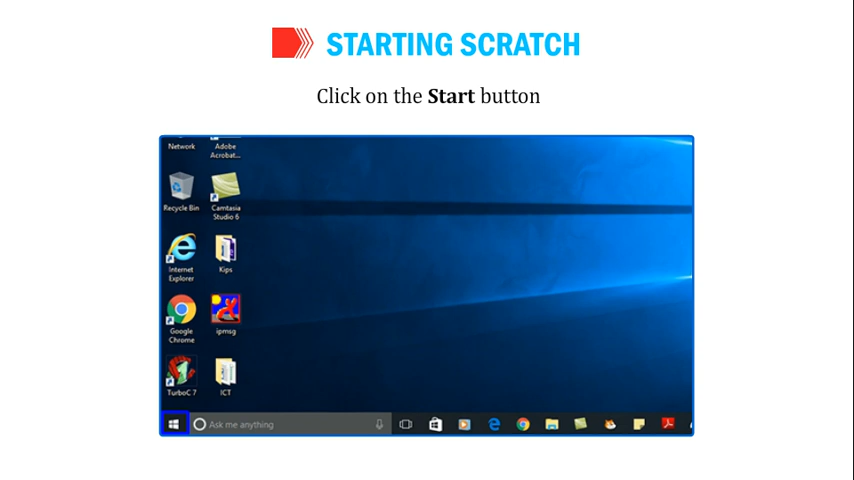 STARTING SCRATCH
Click on the Start button
Network
Adobe
Acrobat...
Recycle Bin
Camtasia
Studio 6
Internet
Explorer
Kips
Google
Chrome
ipmsg
TurboC 7
ICT
Ask me anything